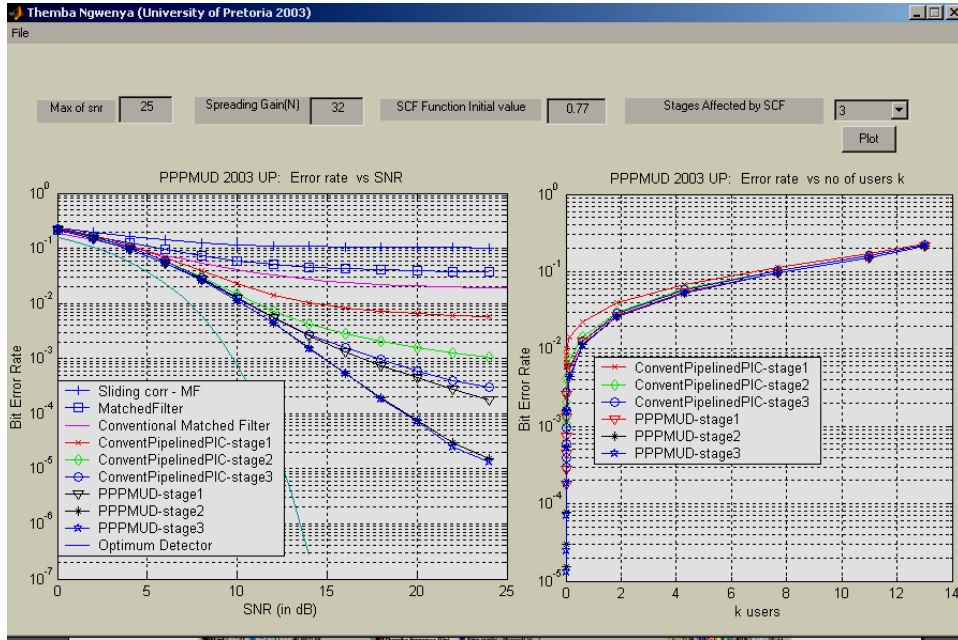 Themba Ngwenya (University of Pretoria 2003)
File
Max of snr
25
Spreading Gain(N)
32
SCF Function Initial value
0.77
Stages Affected by SCF
3
Plot
PPPMUD 2003 UP: Error rate vs SNR
10^0
10^-1
10^-2
10^-3
10^-4
10^-5
10^-6
10^-7
Bit Error Rate
Sliding corr - MF
MatchedFilter
Conventional Matched Filter
ConventPipelinedPIC-stage1
ConventPipelinedPIC-stage2
ConventPipelinedPIC-stage3
PPPMUD-stage1
PPPMUD-stage2
PPPMUD-stage3
Optimum Detector
0 5 10 15 20 25
SNR (in dB)
PPPMUD 2003 UP: Error rate vs no of users k
10^0
10^-1
10^-2
10^-3
10^-4
10^-5
Bit Error Rate
ConventPipelinedPIC-stage1
ConventPipelinedPIC-stage2
ConventPipelinedPIC-stage3
PPPMUD-stage1
PPPMUD-stage2
PPPMUD-stage3
0 2 4 6 8 10 12 14
k users